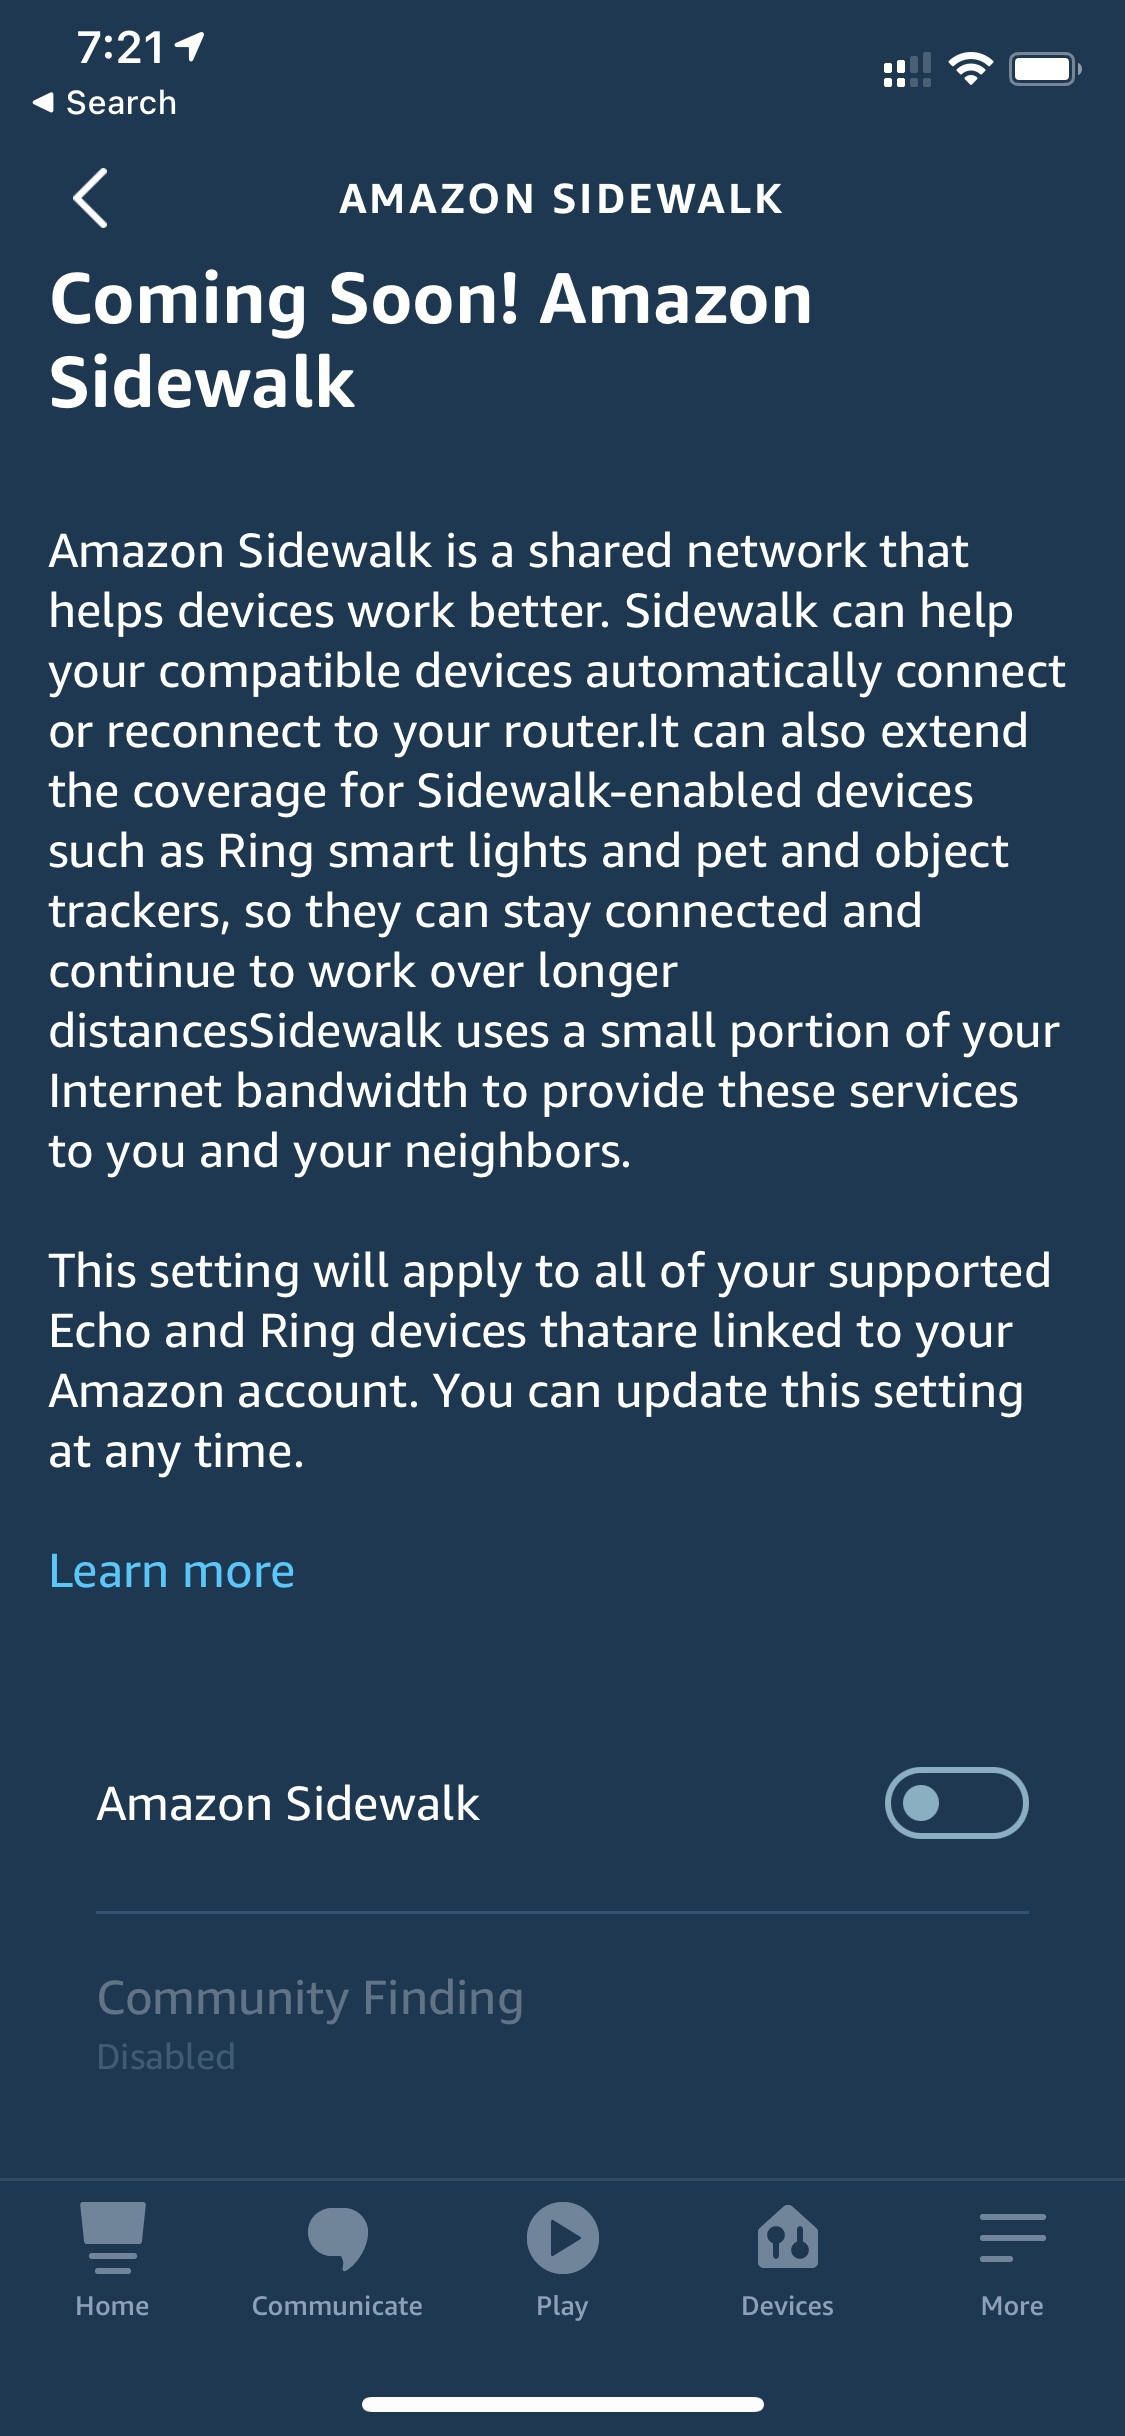 7:21
Search
AMAZON SIDEWALK
Coming Soon! Amazon
Sidewalk
Amazon Sidewalk is a shared network that
helps devices work better. Sidewalk can help
your compatible devices automatically connect
or reconnect to your router.It can also extend
the coverage for Sidewalk-enabled devices
such as Ring smart lights and pet and object
trackers, so they can stay connected and
continue to work over longer
distancesSidewalk uses a small portion of your
Internet bandwidth to provide these services
to you and your neighbors.
This setting will apply to all of your supported
Echo and Ring devices thatare linked to your
Amazon account. You can update this setting
at any time.
Learn more
Amazon Sidewalk
Community Finding
Disabled
Home Communicate Play Devices More